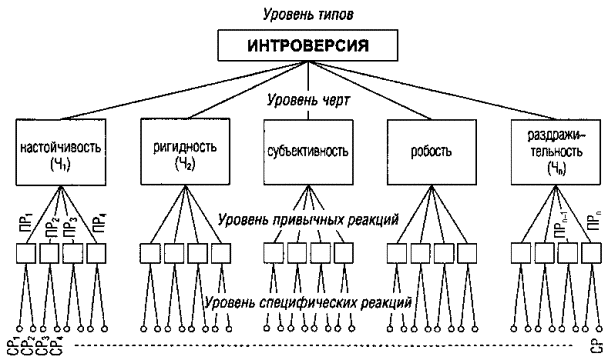 Уровень типов
ИНТРОВЕРСИЯ
Уровень черт
настойчивость
(Ч₁)
ригидность
(Ч₂)
субъективность
робость
раздражи-
тельность
(Чₙ)
ПР₁
ПР₂
ПР₃
ПР₄
Уровень привычных реакций
ПРₙ₋₁
ПРₙ
Уровень специфических реакций
СР₁
СР₂
СР₃
СР₄
СР